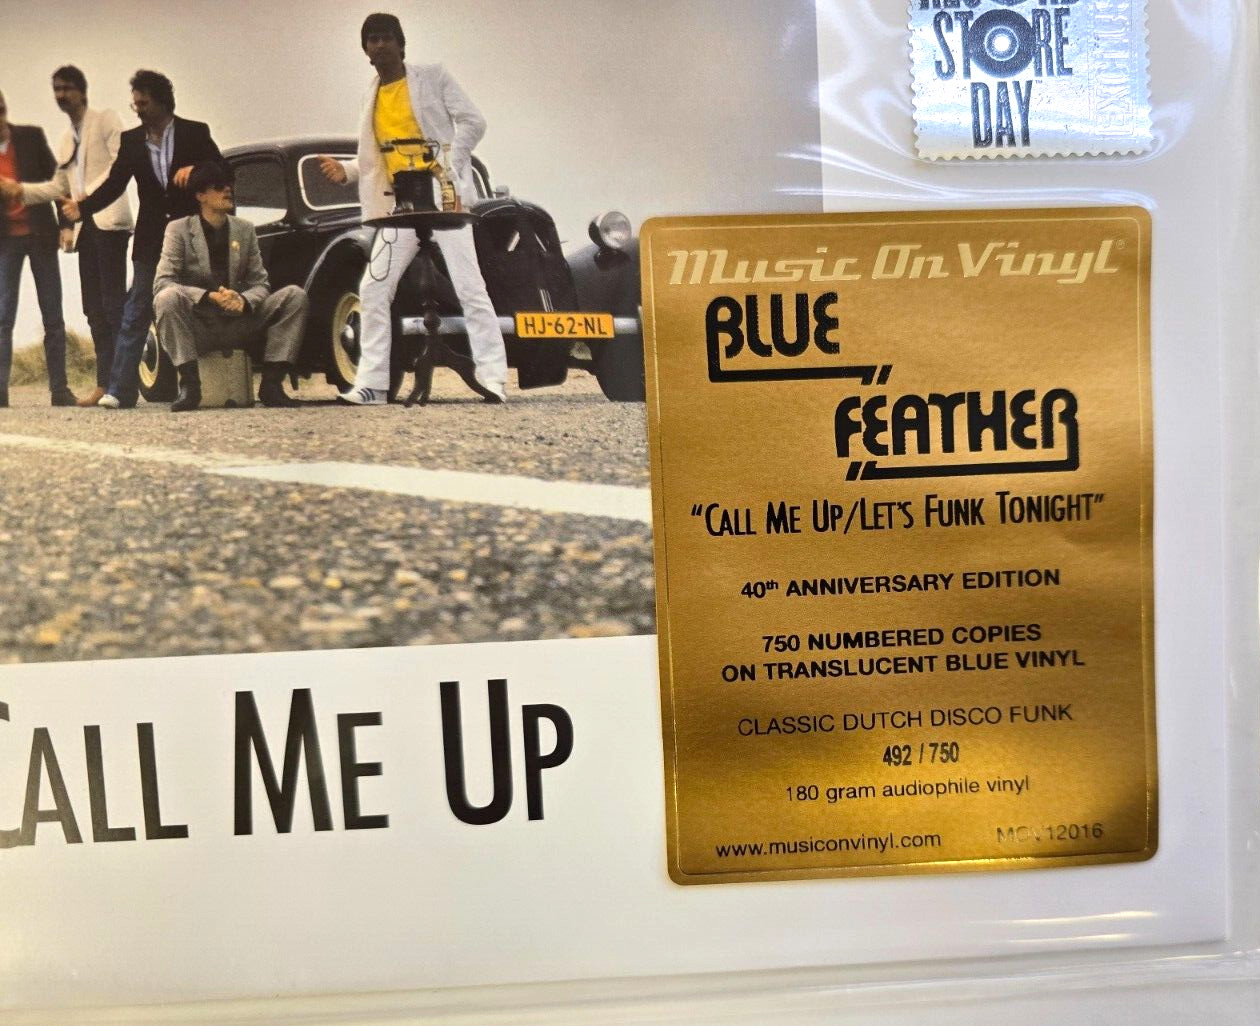 RECORD
STORE
DAY
HJ-62-NL
Music On Vinyl®
BLUE
FEATHER
"CALL ME UP/LET'S FUNK TONIGHT"
40th ANNIVERSARY EDITION
750 NUMBERED COPIES
ON TRANSLUCENT BLUE VINYL
CLASSIC DUTCH DISCO FUNK
492 / 750
180 gram audiophile vinyl
www.musiconvinyl.com MOV12016
CALL ME UP